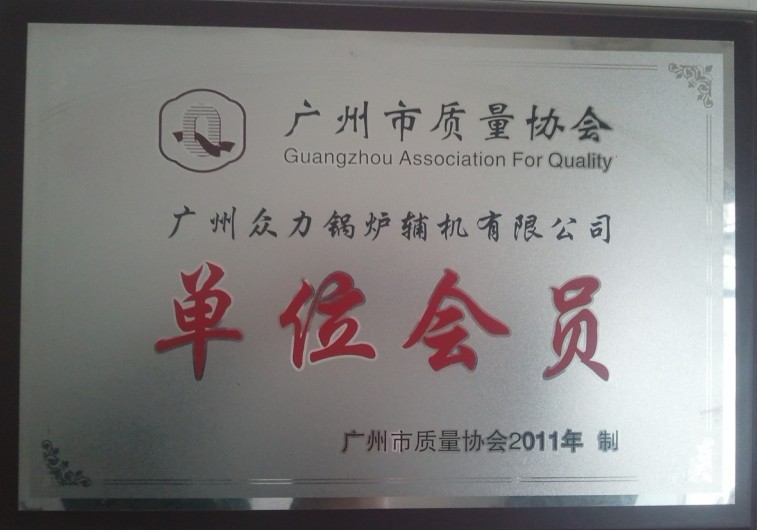 广州市质量协会
Guangzhou Association For Quality
广州众力锅炉辅机有限公司
单位会员
广州市质量协会2011年 制